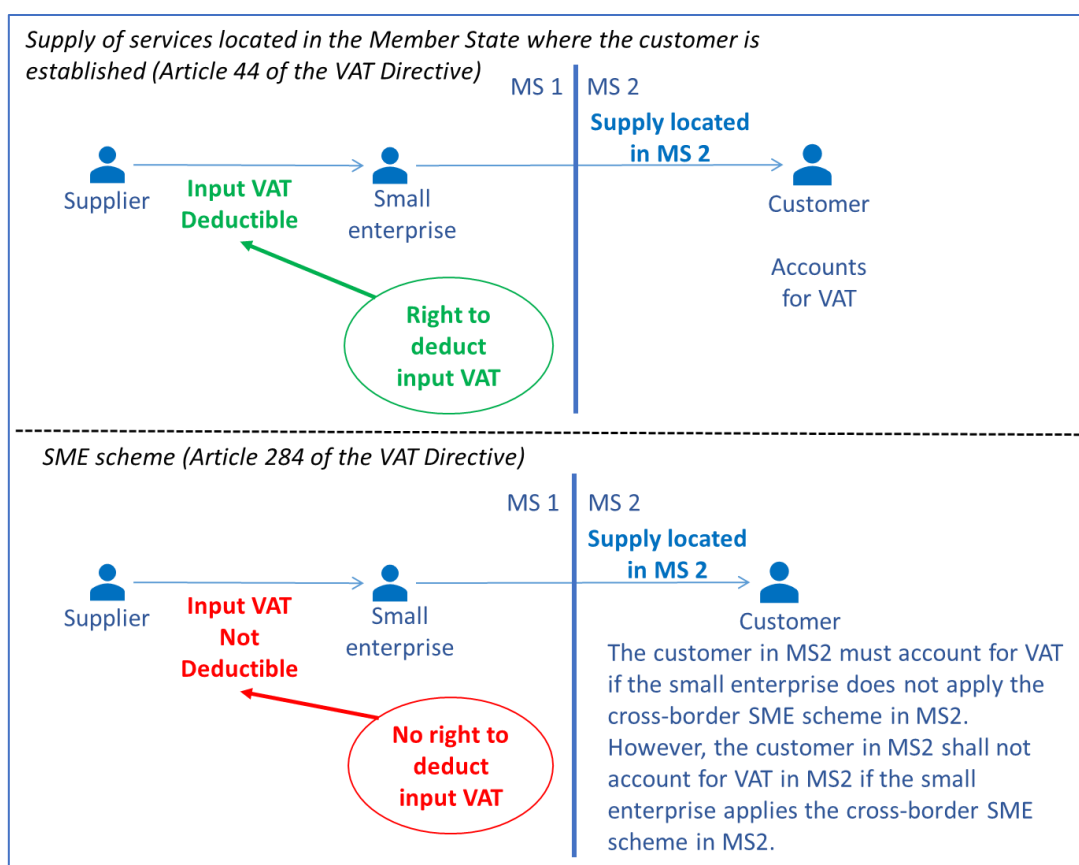 Supply of services located in the Member State where the customer is
established (Article 44 of the VAT Directive)
MS 1
MS 2
Supply located
in MS 2
Supplier
Input VAT
Deductible
Small
enterprise
Customer
Accounts
for VAT
Right to
deduct
input VAT
SME scheme (Article 284 of the VAT Directive)
MS 1
MS 2
Supply located
in MS 2
Supplier
Input VAT
Not
Deductible
Small
enterprise
Customer
The customer in MS2 must account for VAT
if the small enterprise does not apply the
cross-border SME scheme in MS2.
However, the customer in MS2 shall not
account for VAT in MS2 if the small
enterprise applies the cross-border SME
scheme in MS2.
No right to
deduct
input VAT